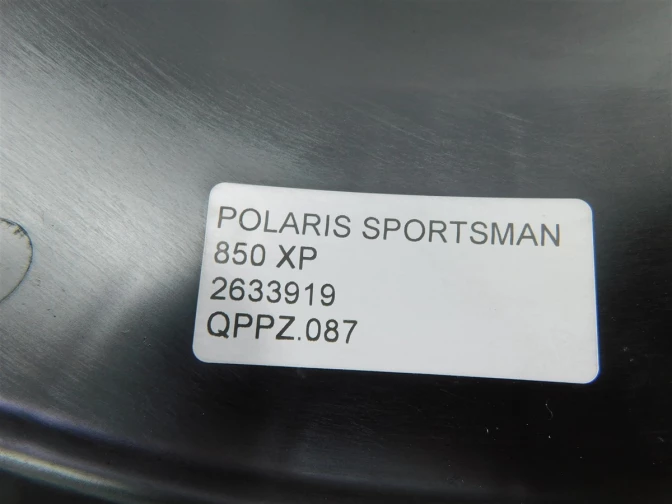 POLARIS SPORTSMAN
850 XP
2633919
QPPZ.087